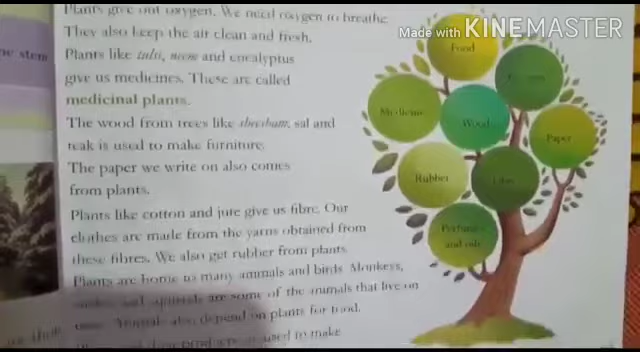 Plants give out oxygen. We need oxygen to breathe.
They also keep the air clean and fresh.
Plants like tulsi, neem and eucalyptus
give us medicines. These are called
medicinal plants.
The wood from trees like sheesham, sal and
teak is used to make furniture.
The paper we write on also comes
from plants.
Plants like cotton and jute give us fibre. Our
clothes are made from the yarns obtained from
these fibres. We also get rubber from plants.
Plants are home to many animals and birds. Monkeys,
and squirrels are some of the animals that live on
Animals also depend on plants for food.
used to make
stem
Made with KINEMASTER
Food
Medicine
Wood
Paper
Rubber
Fibre
Perfumes
and oils